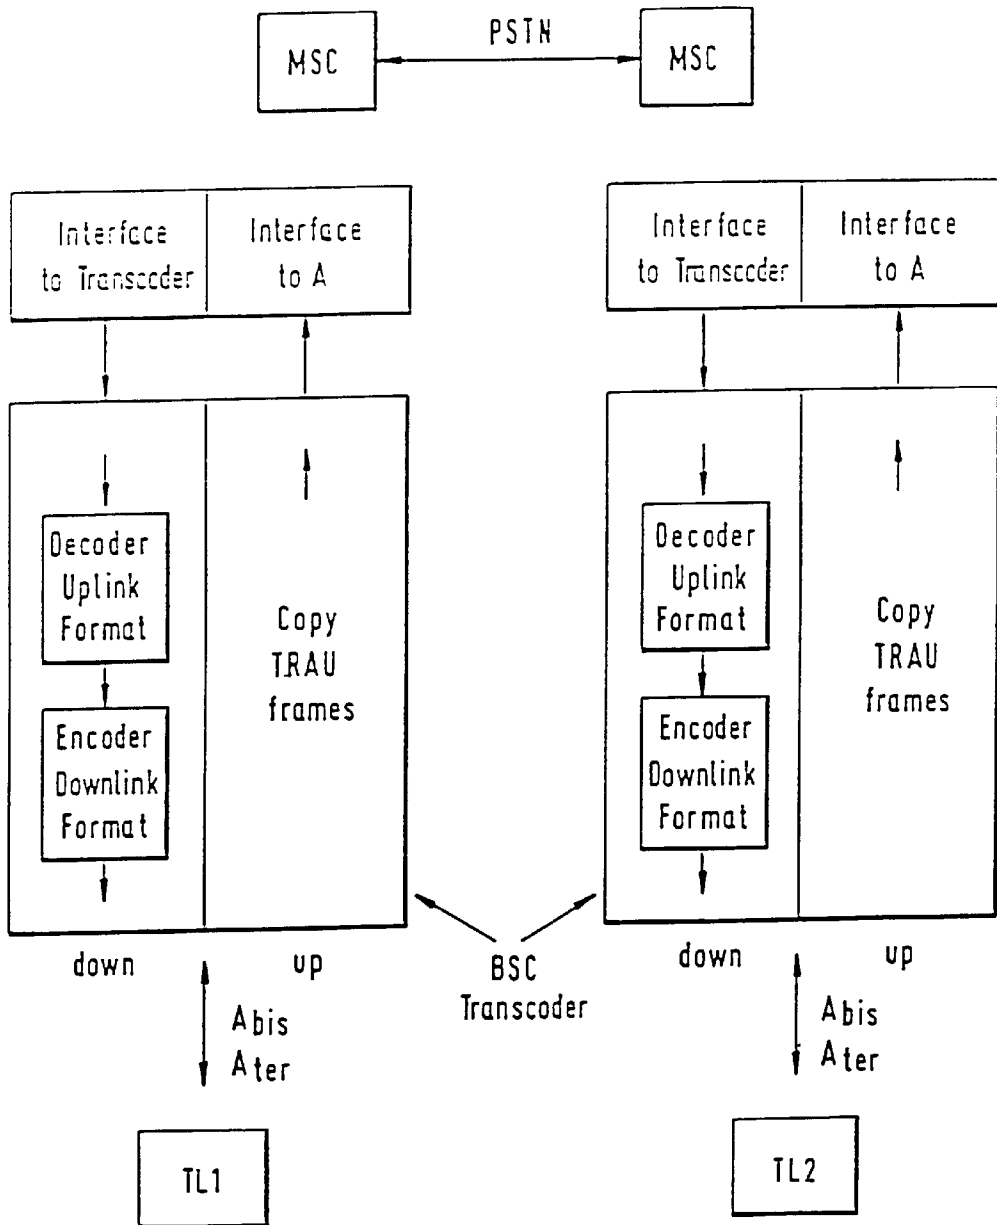 PSTN
MSC
MSC
Interface
to Transcoder
Interface
to A
Interface
to Transcoder
Interface
to A
Decoder
Uplink
Format
Encoder
Downlink
Format
Copy
TRAU
frames
Decoder
Uplink
Format
Encoder
Downlink
Format
Copy
TRAU
frames
down
up
BSC
Transcoder
down
up
Abis
Ater
Abis
Ater
TL1
TL2